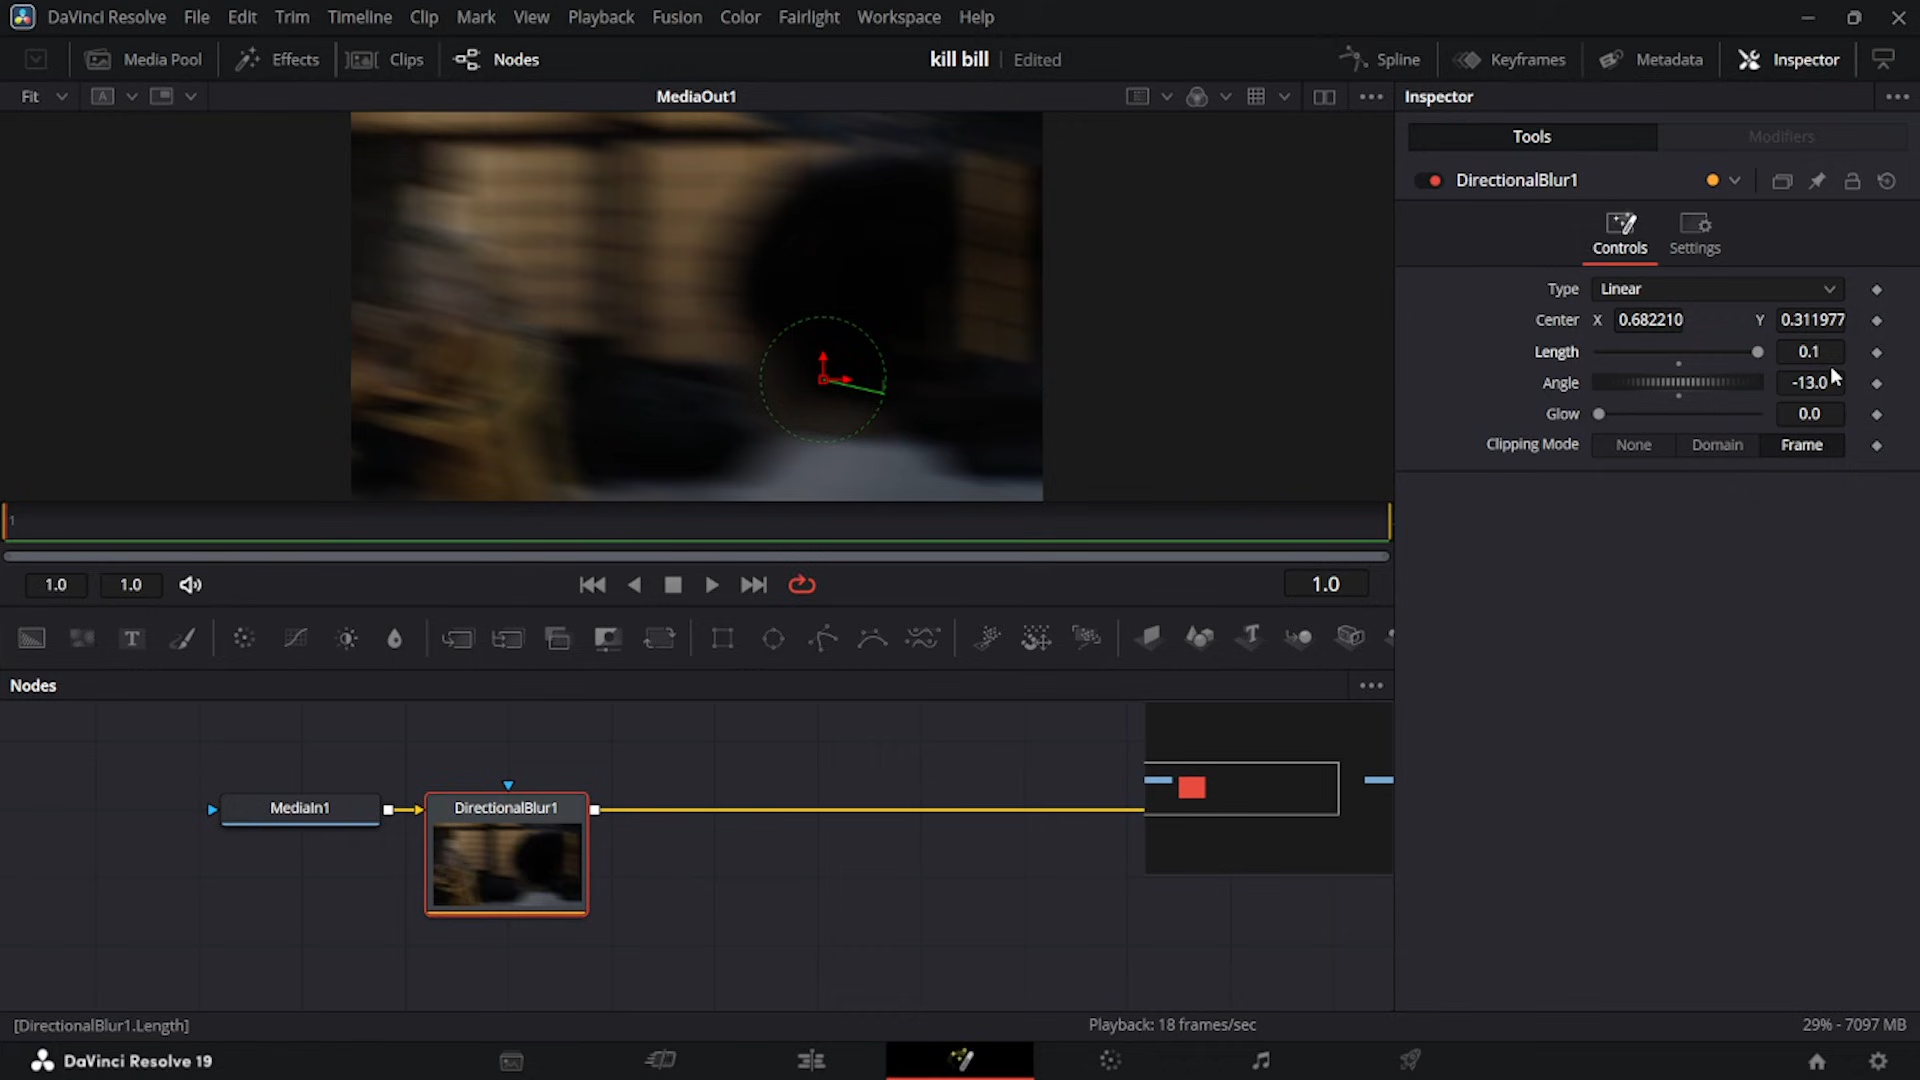 DaVinci Resolve File Edit Trim Timeline Clip Mark View Playback Fusion Color Fairlight Workspace Help
Media Pool Effects Clips Nodes kill bill Edited Spline Keyframes Metadata Inspector
Fit A MediaOut1 Inspector
Tools Modifiers
DirectionalBlur1
Controls Settings
Type Linear
Center X 0.682210 Y 0.311977
Length 0.1
Angle -13.0
Glow 0.0
Clipping Mode None Domain Frame
1
1.0 1.0 1.0
Nodes
MediaIn1 DirectionalBlur1
[DirectionalBlur1.Length] Playback: 18 frames/sec 29% - 7097 MB
DaVinci Resolve 19